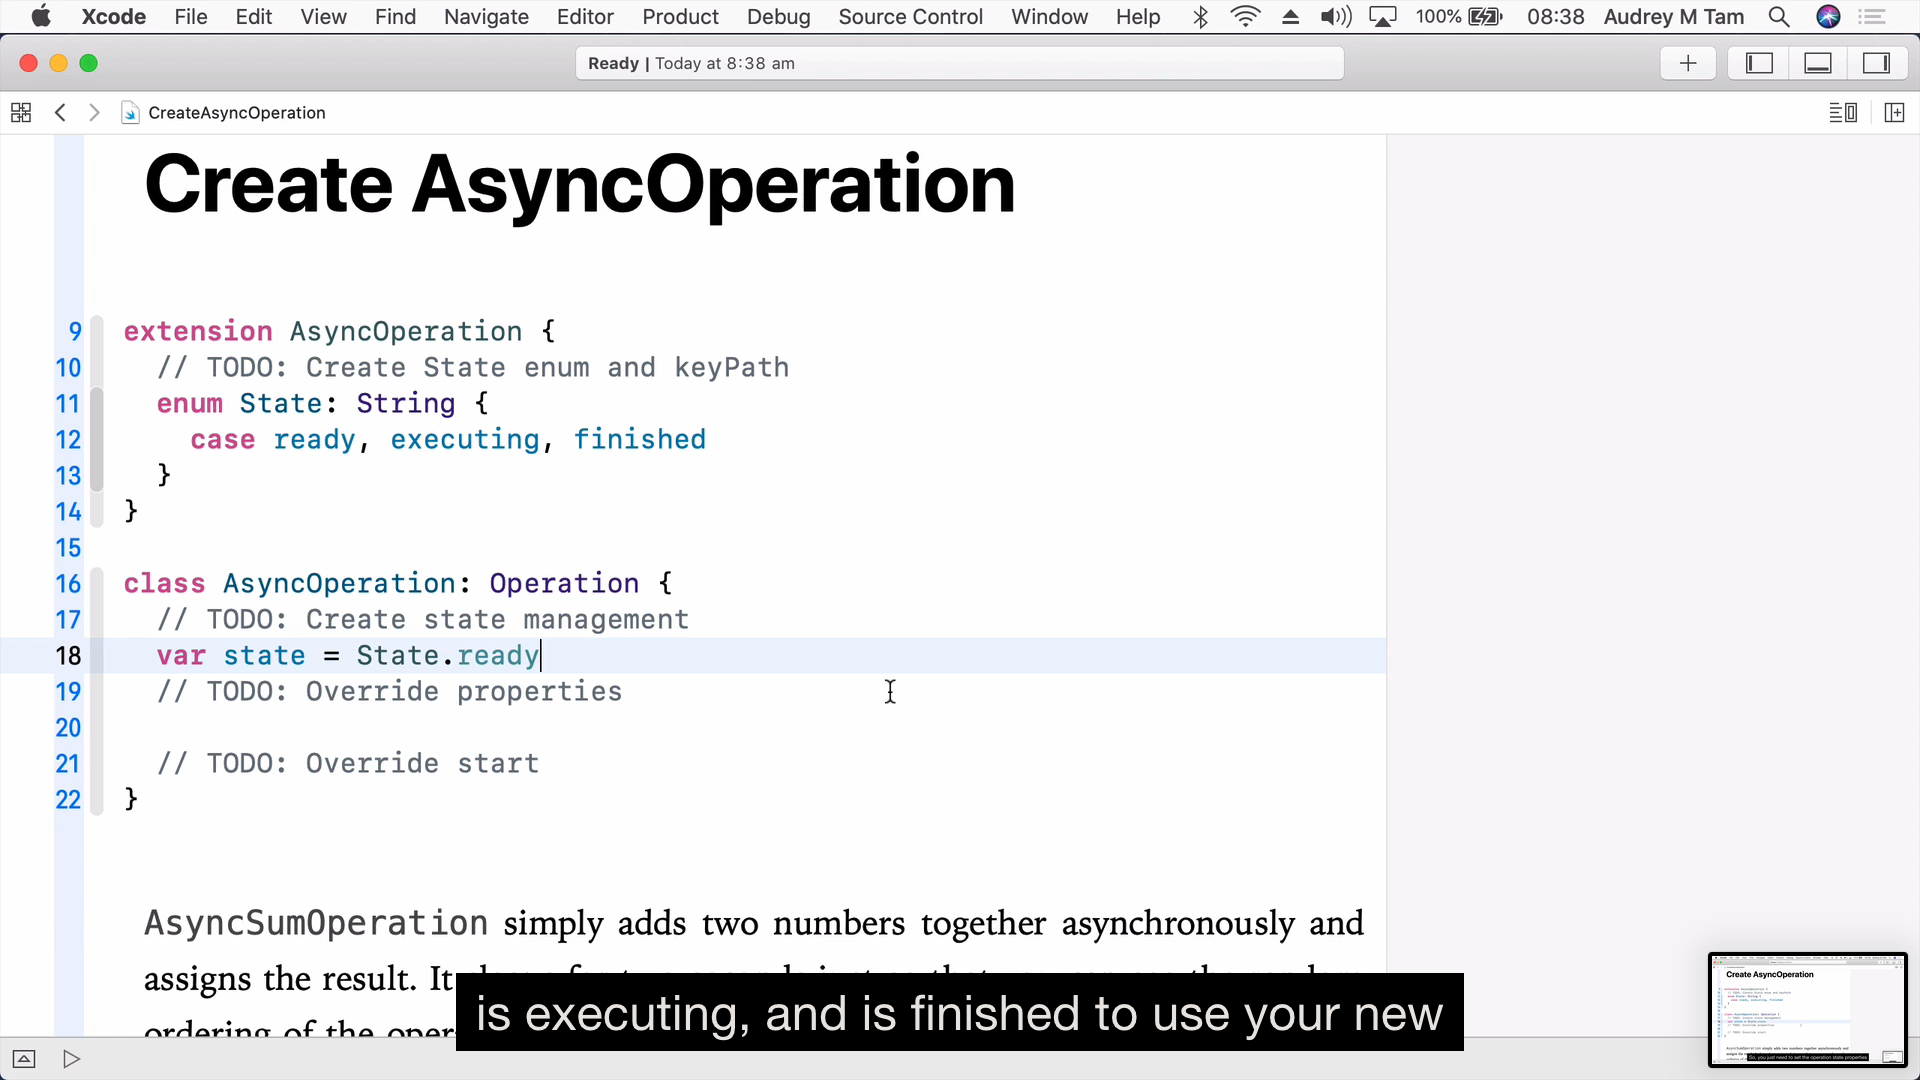 Xcode File Edit View Find Navigate Editor Product Debug Source Control Window Help 100% 08:38 Audrey M Tam
Ready | Today at 8:38 am
CreateAsyncOperation
Create AsyncOperation
9 extension AsyncOperation {
10 // TODO: Create State enum and keyPath
11 enum State: String {
12 case ready, executing, finished
13 }
14 }
15
16 class AsyncOperation: Operation {
17 // TODO: Create state management
18 var state = State.ready
19 // TODO: Override properties
20
21 // TODO: Override start
22 }
AsyncSumOperation simply adds two numbers together asynchronously and
assigns the result. It
ordering of the
is executing, and is finished to use your new
Create AsyncOperation
So, you just need to set the operation state properties